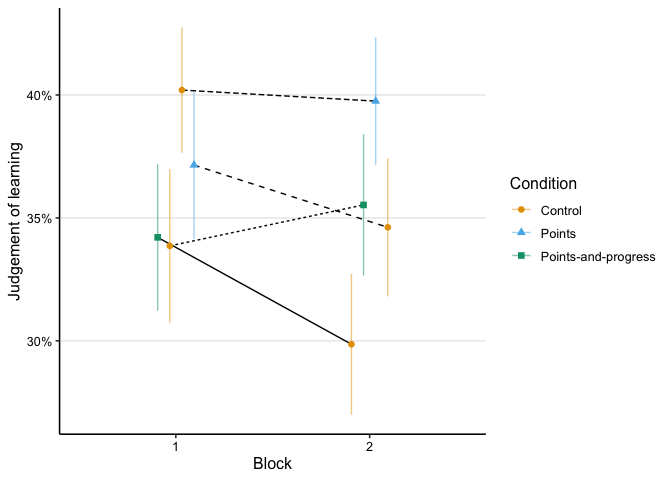 Judgement of learning
40%
35%
30%
1
2
Block
Condition
Control
Points
Points-and-progress